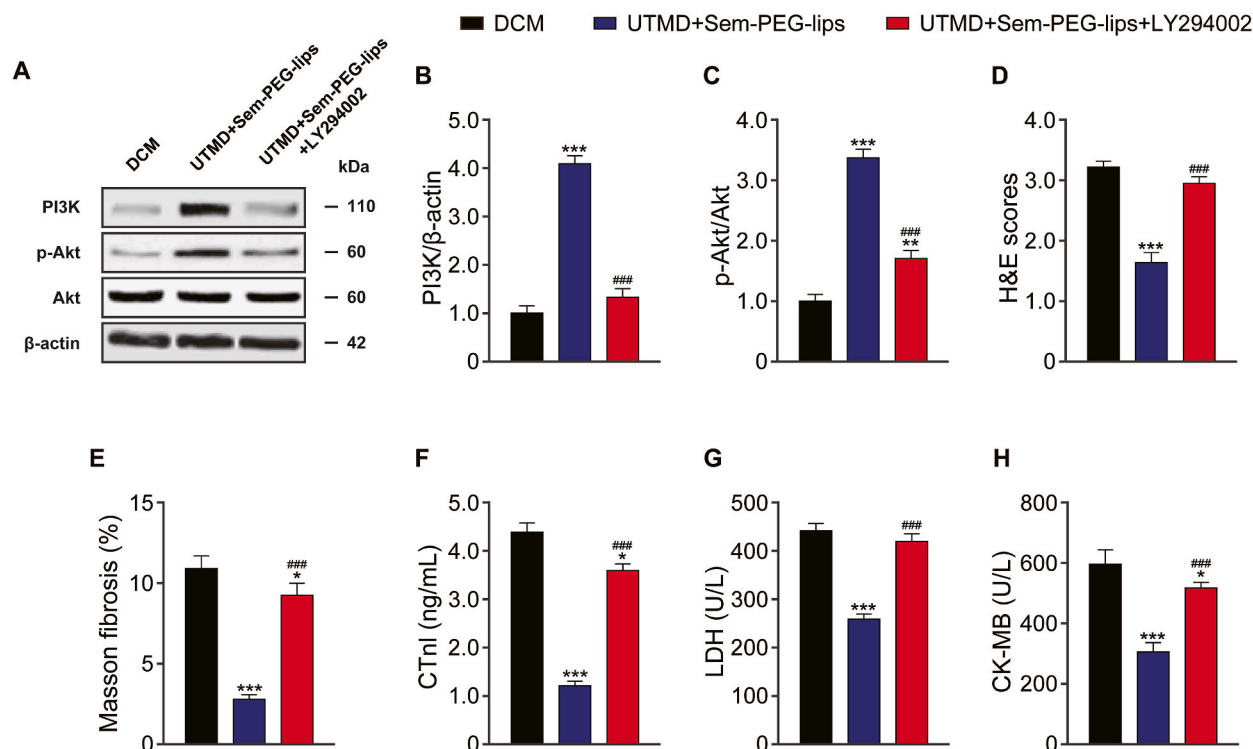 DCM UTMD+Sem-PEG-lips UTMD+Sem-PEG-lips+LY294002
A
DCM
UTMD+Sem-PEG-lips
UTMD+Sem-PEG-lips
+LY294002
kDa
PI3K 110
p-Akt 60
Akt 60
β-actin 42
B
PI3K/β-actin
5.0
4.0
3.0
2.0
1.0
0
***
###
C
p-Akt/Akt
4.0
3.0
2.0
1.0
0
***
###
**
D
H&E scores
4.0
3.0
2.0
1.0
0
***
###
E
Masson fibrosis (%)
15
10
5
0
***
###
*
F
CTnI (ng/mL)
5.0
4.0
3.0
2.0
1.0
0
***
###
*
G
LDH (U/L)
500
400
300
200
100
0
***
###
H
CK-MB (U/L)
800
600
400
200
0
***
###
*